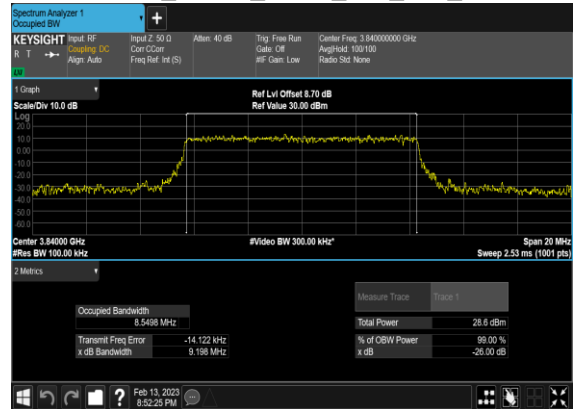 Spectrum Analyzer 1
Occupied BW
+
KEYSIGHT Input: RF Input Z: 50 Ω Atten: 40 dB Trig: Free Run Center Freq: 3.840000000 GHz
R T Coupling: DC Corr CCorr Gate: Off Avg|Hold: 100/100
Align: Auto Freq Ref: Int (S) #IF Gain: Low Radio Std: None
LXI
1 Graph
Ref Lvl Offset 8.70 dB
Scale/Div 10.0 dB Ref Value 30.00 dBm
Log
20.0
10.0
0.00
-10.0
-20.0
-30.0
-40.0
-50.0
-60.0
Center 3.84000 GHz #Video BW 300.00 kHz* Span 20 MHz
#Res BW 100.00 kHz Sweep 2.53 ms (1001 pts)
2 Metrics
Measure Trace Trace 1
Occupied Bandwidth
8.5498 MHz Total Power 28.6 dBm
Transmit Freq Error -14.122 kHz % of OBW Power 99.00 %
x dB Bandwidth 9.198 MHz x dB -26.00 dB
? Feb 13, 2023
8:52:25 PM